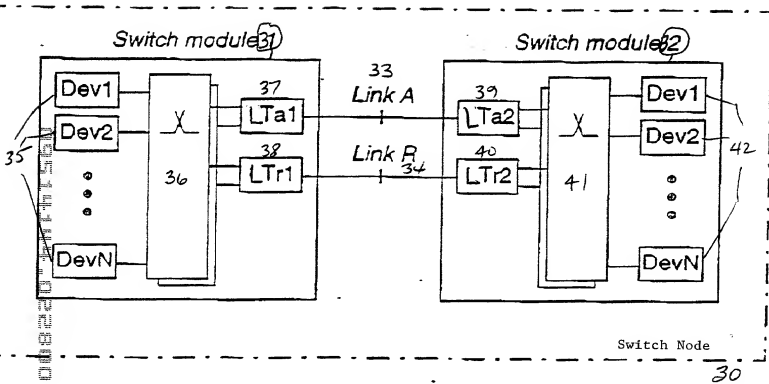 Switch module 31
Switch module 32
33
Link A
Dev1
Dev2
DevN
35
36
37
LTa1
38
LTr1
Link R
34
39
LTa2
40
LTr2
41
Dev1
Dev2
DevN
42
Switch Node
30